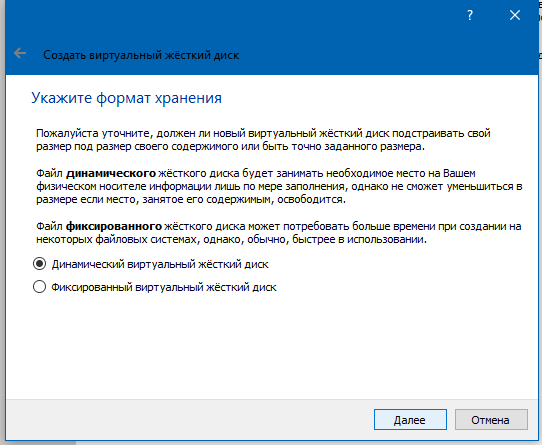 ?
Создать виртуальный жёсткий диск
Укажите формат хранения
Пожалуйста уточните, должен ли новый виртуальный жёсткий диск подстраивать свой
размер под размер своего содержимого или быть точно заданного размера.
Файл динамического жёсткого диска будет занимать необходимое место на Вашем
физическом носителе информации лишь по мере заполнения, однако не сможет уменьшиться в
размере если место, занятое его содержимым, освободится.
Файл фиксированного жёсткого диска может потребовать больше времени при создании на
некоторых файловых системах, однако, обычно, быстрее в использовании.
Динамический виртуальный жёсткий диск
Фиксированный виртуальный жёсткий диск
Далее
Отмена